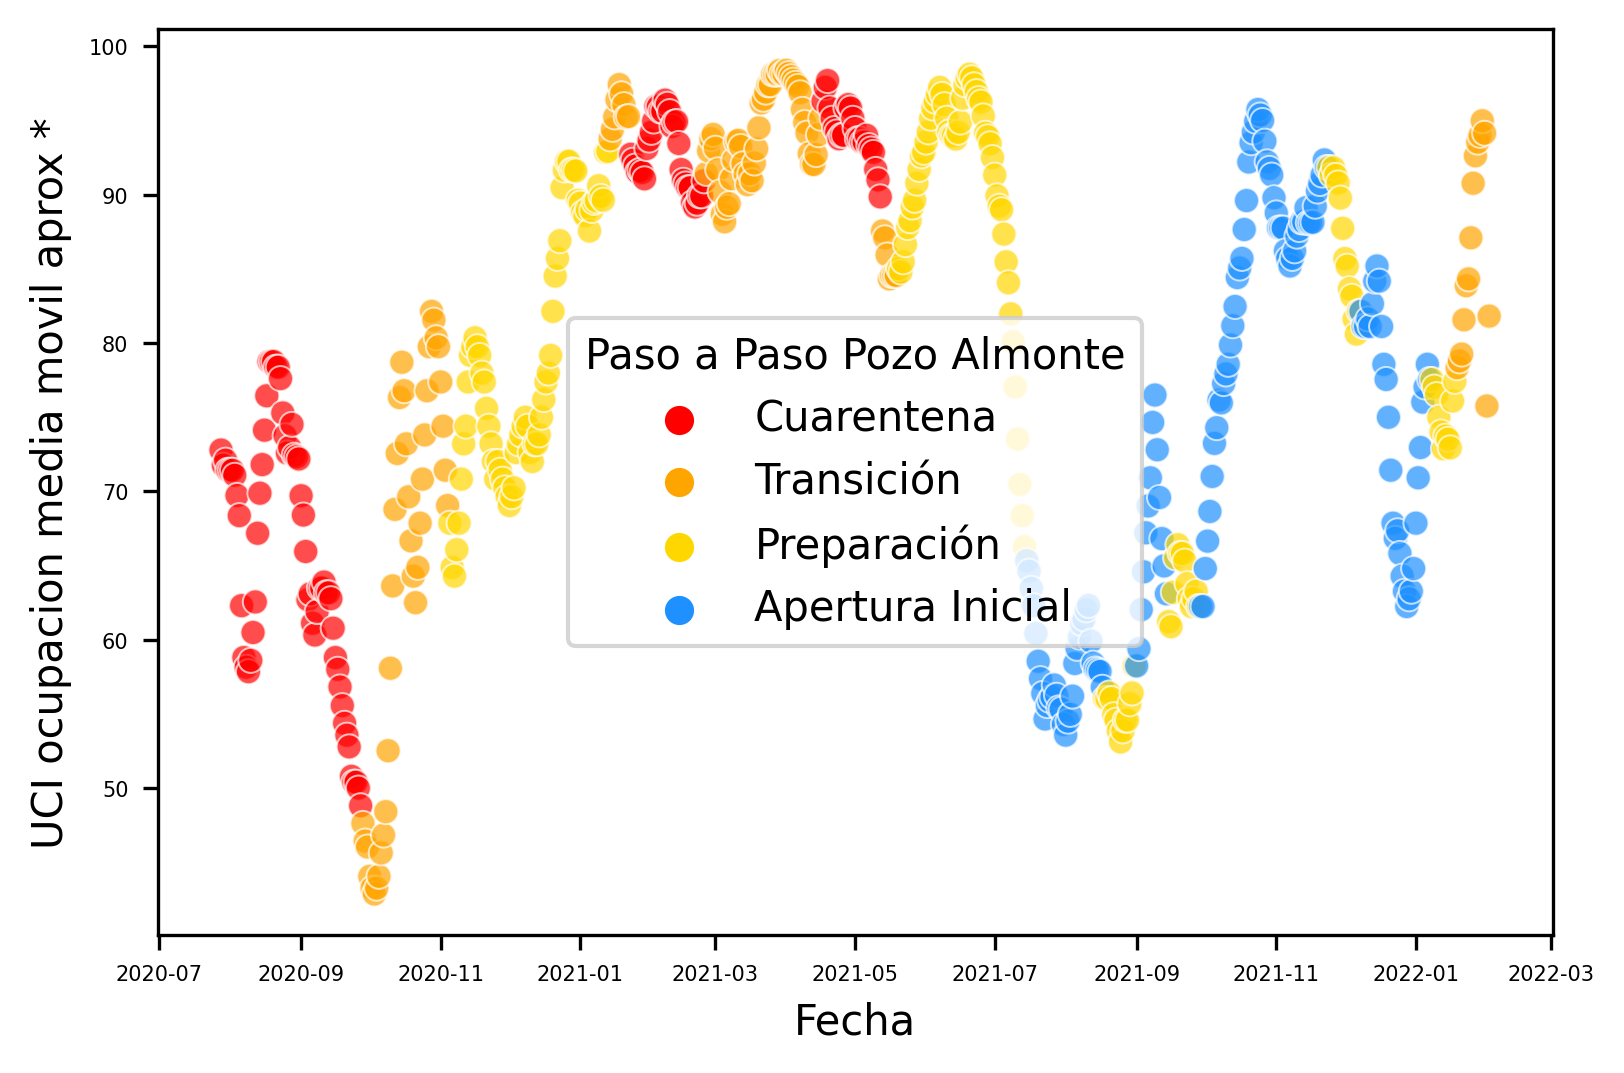 100
90
80
70
60
50
UCI ocupacion media movil aprox *
Paso a Paso Pozo Almonte
Cuarentena
Transición
Preparación
Apertura Inicial
2020-07 2020-09 2020-11 2021-01 2021-03 2021-05 2021-07 2021-09 2021-11 2022-01 2022-03
Fecha